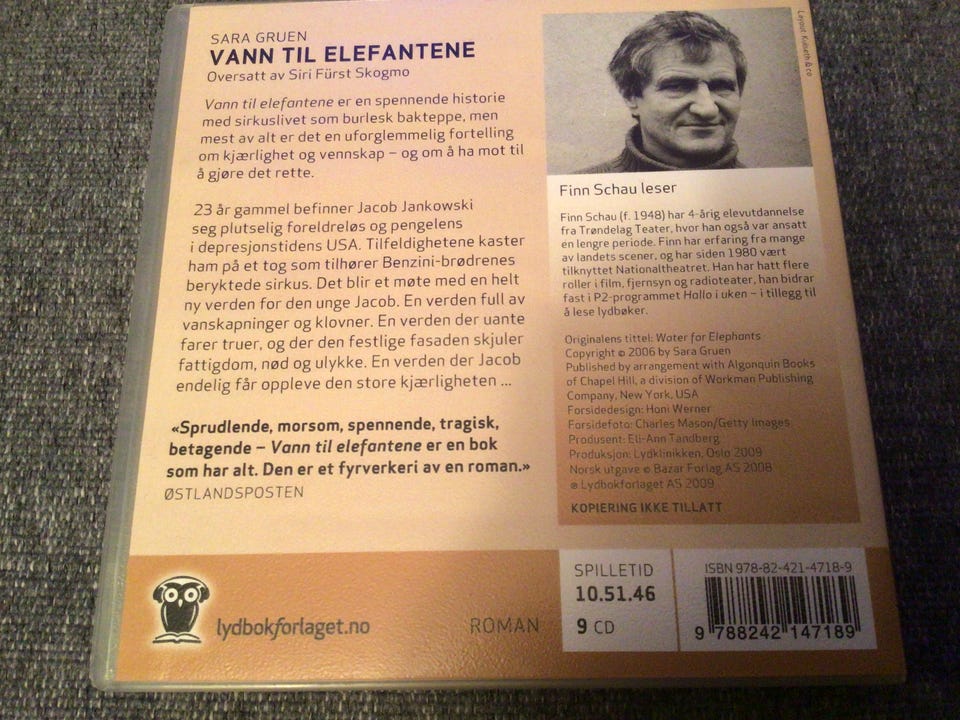 SARA GRUEN
VANN TIL ELEFANTENE
Oversatt av Siri Fürst Skogmo
Vann til elefantene er en spennende historie
med sirkuslivet som burlesk bakteppe, men
mest av alt er det en uforglemmelig fortelling
om kjærlighet og vennskap – og om å ha mot til
å gjøre det rette.
23 år gammel befinner Jacob Jankowski
seg plutselig foreldreløs og pengelens
i depresjonstidens USA. Tilfeldighetene kaster
ham på et tog som tilhører Benzini-brødrenes
beryktede sirkus. Det blir et møte med en helt
ny verden for den unge Jacob. En verden full av
vanskapninger og klovner. En verden der uante
farer truer, og der den festlige fasaden skjuler
fattigdom, nød og ulykke. En verden der Jacob
endelig får oppleve den store kjærligheten ...
«Sprudlende, morsom, spennende, tragisk,
betagende – Vann til elefantene er en bok
som har alt. Den er et fyrverkeri av en roman.»
ØSTLANDSPOSTEN
Layout: Kubeth & co
Finn Schau leser
Finn Schau (f. 1948) har 4-årig elevutdannelse
fra Trøndelag Teater, hvor han også var ansatt
en lengre periode. Finn har erfaring fra mange
av landets scener, og har siden 1980 vært
tilknyttet Nationaltheatret. Han har hatt flere
roller i film, fjernsyn og radioteater, han bidrar
fast i P2-programmet Hallo i uken – i tillegg til
å lese lydbøker.
Originalens tittel: Water for Elephants
Copyright © 2006 by Sara Gruen
Published by arrangement with Algonquin Books
of Chapel Hill, a division of Workman Publishing
Company, New York, USA
Forsidedesign: Honi Werner
Forsidefoto: Charles Mason/Getty Images
Produsent: Eli-Ann Tandberg
Produksjon: Lydklinikken, Oslo 2009
Norsk utgave © Bazar Forlag AS 2008
℗ Lydbokforlaget AS 2009
KOPIERING IKKE TILLATT
lydbokforlaget.no
ROMAN
SPILLETID
10.51.46
9 CD
ISBN 978-82-421-4718-9
9 788242 147189